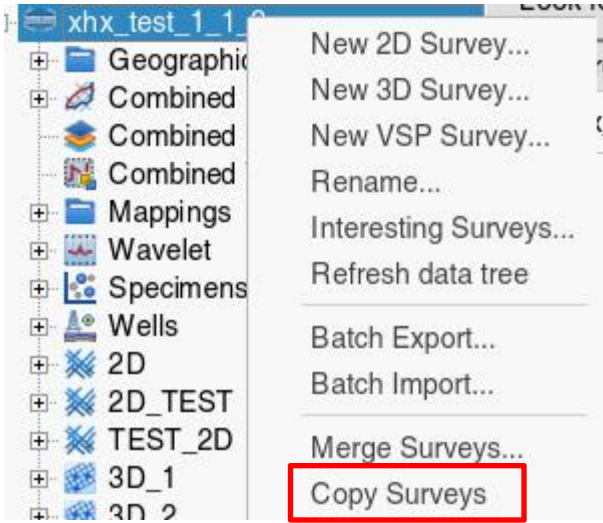 xhx_test_1_1_
Geographic
Combined
Combined
Combined
Mappings
Wavelet
Specimens
Wells
2D
2D_TEST
TEST_2D
3D_1
3D_2
New 2D Survey...
New 3D Survey...
New VSP Survey...
Rename...
Interesting Surveys...
Refresh data tree
Batch Export...
Batch Import...
Merge Surveys...
Copy Surveys